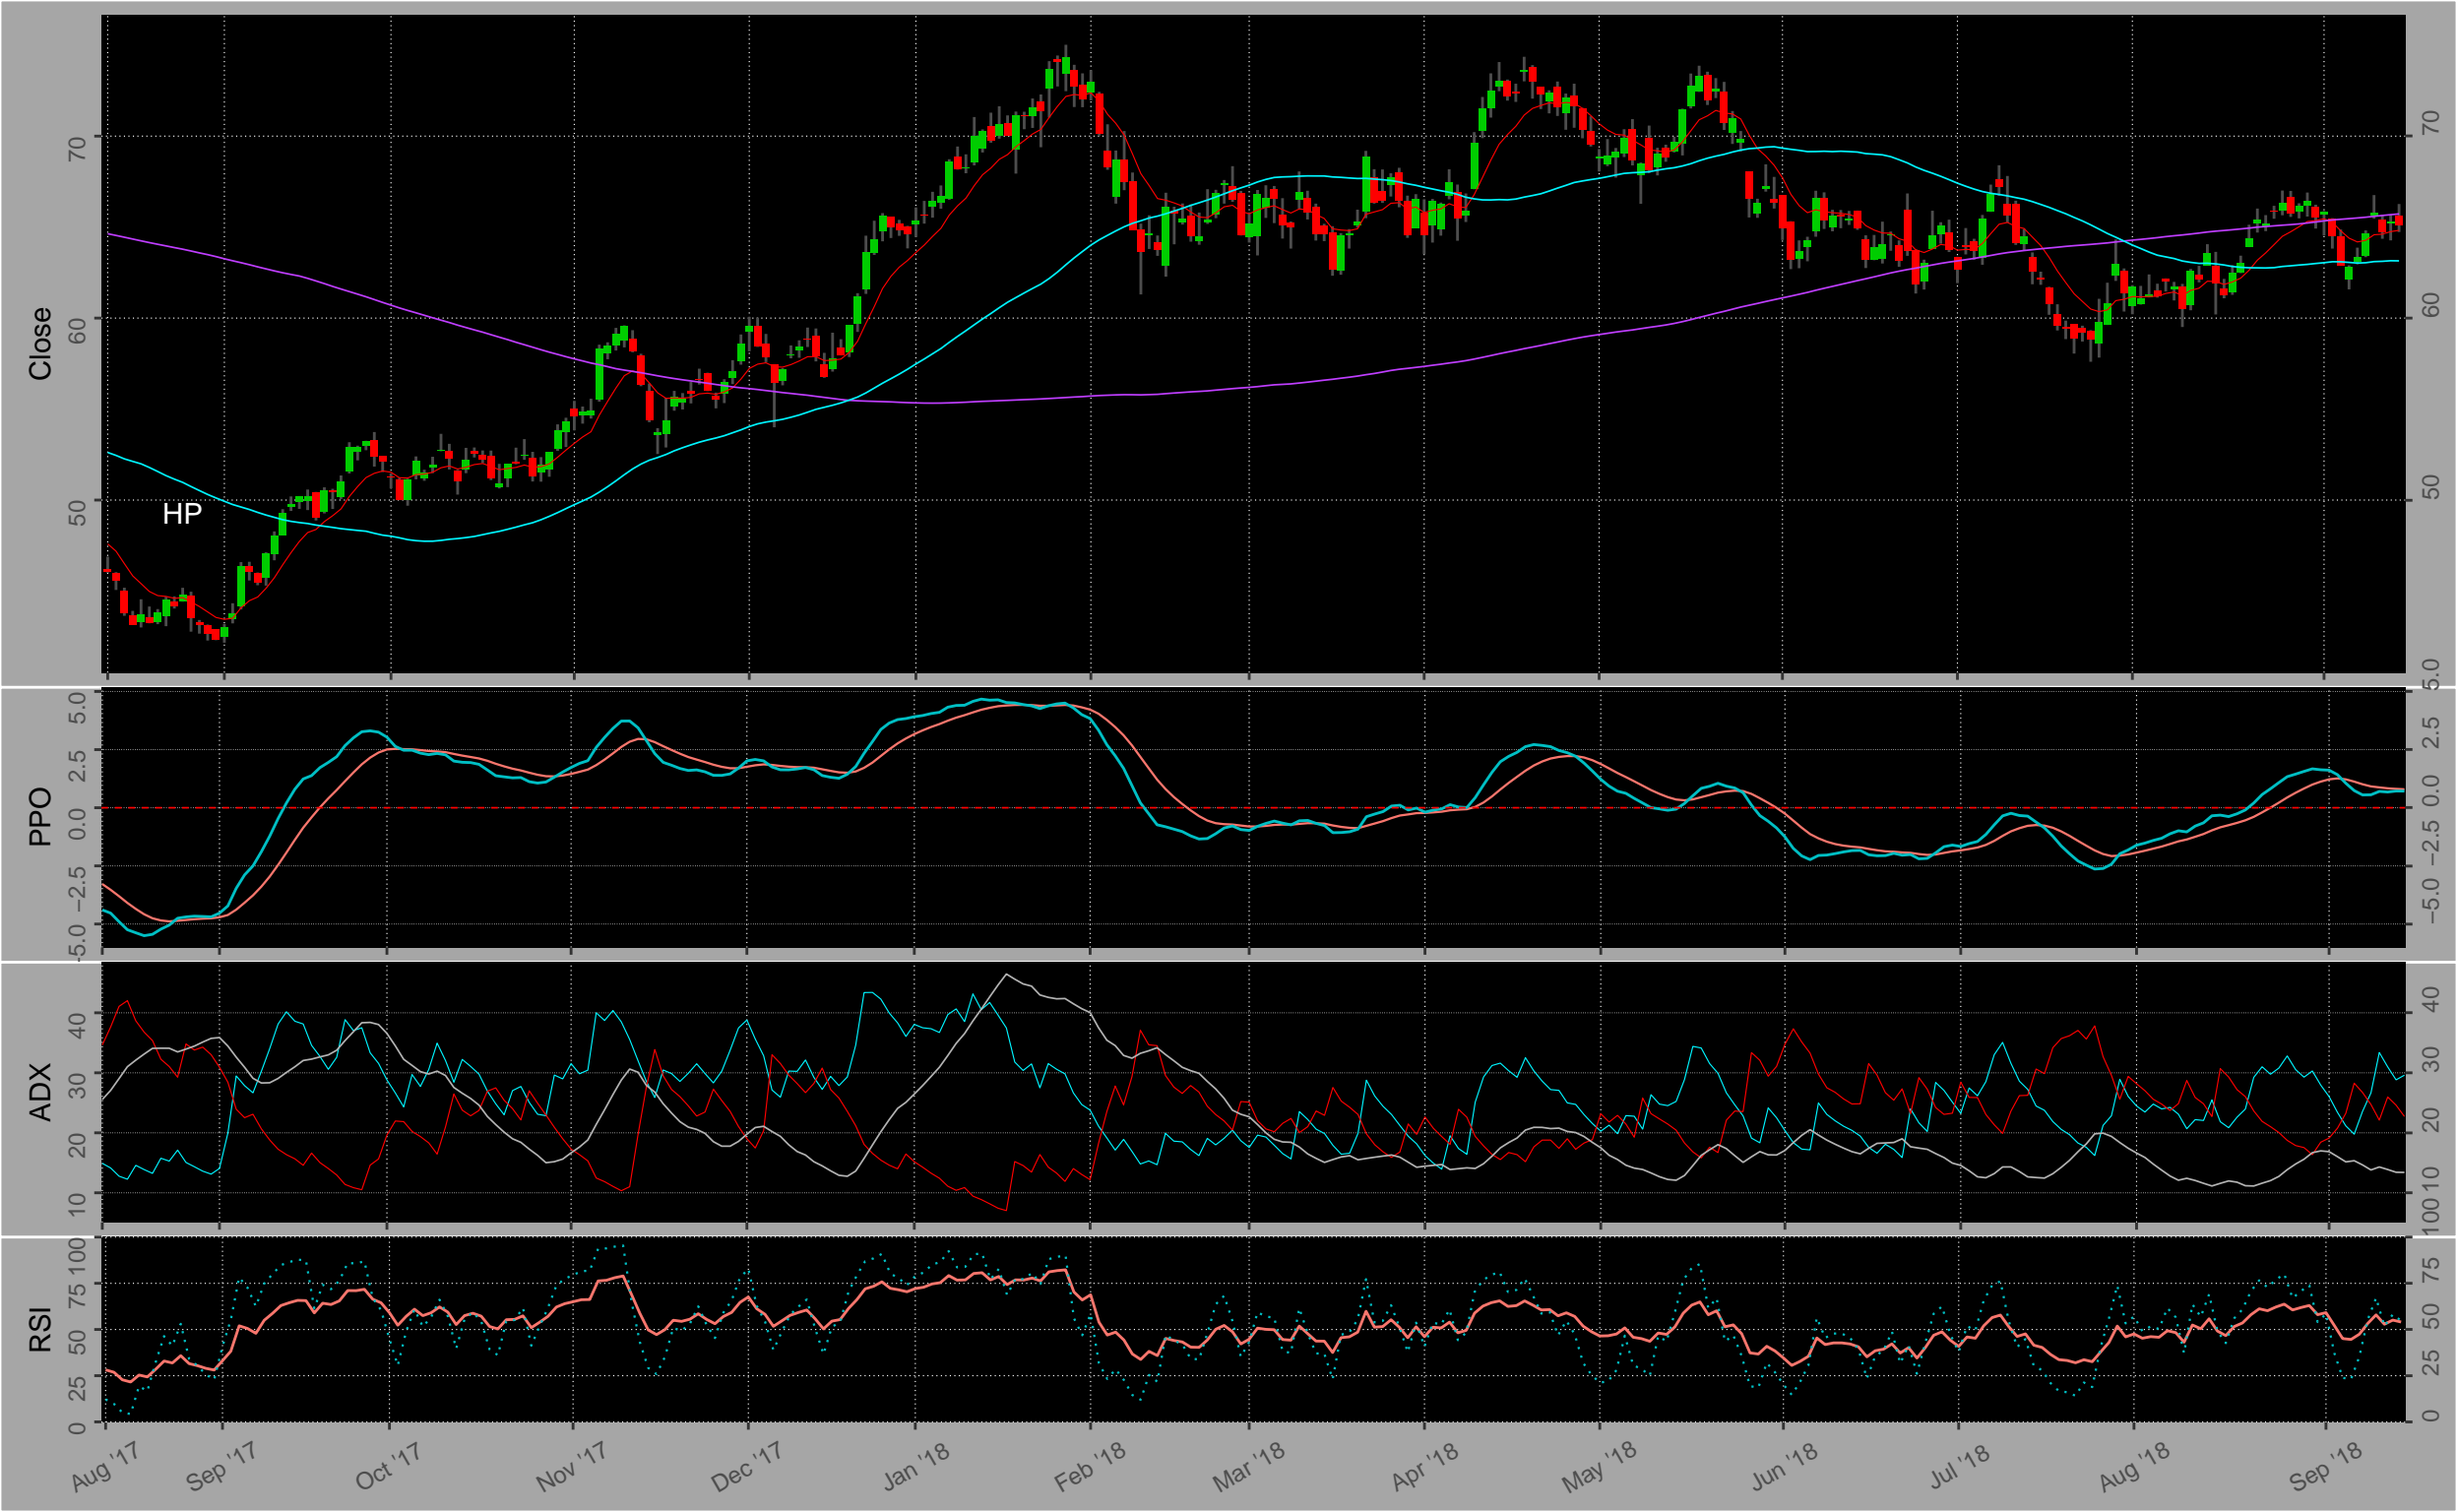 70
60
50
Close
HP
70
60
50
5.0
2.5
0.0
−2.5
-5.0
PPO
5.0
2.5
0.0
−2.5
−5.0
40
30
20
10
ADX
40
30
20
10
100
75
50
25
0
RSI
100
75
50
25
0
Aug '17
Sep '17
Oct '17
Nov '17
Dec '17
Jan '18
Feb '18
Mar '18
Apr '18
May '18
Jun '18
Jul '18
Aug '18
Sep '18